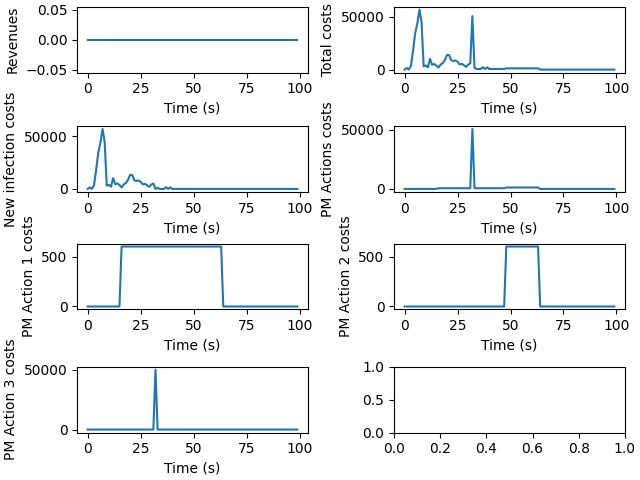 Revenues
0.05
0.00
−0.05
0 25 50 75 100
Time (s)
Total costs
50000
0
0 25 50 75 100
Time (s)
New infection costs
50000
0
0 25 50 75 100
Time (s)
PM Actions costs
50000
0
0 25 50 75 100
Time (s)
PM Action 1 costs
500
0
0 25 50 75 100
Time (s)
PM Action 2 costs
500
0
0 25 50 75 100
Time (s)
PM Action 3 costs
50000
0
0 25 50 75 100
Time (s)
1.0
0.5
0.0
0.0 0.2 0.4 0.6 0.8 1.0